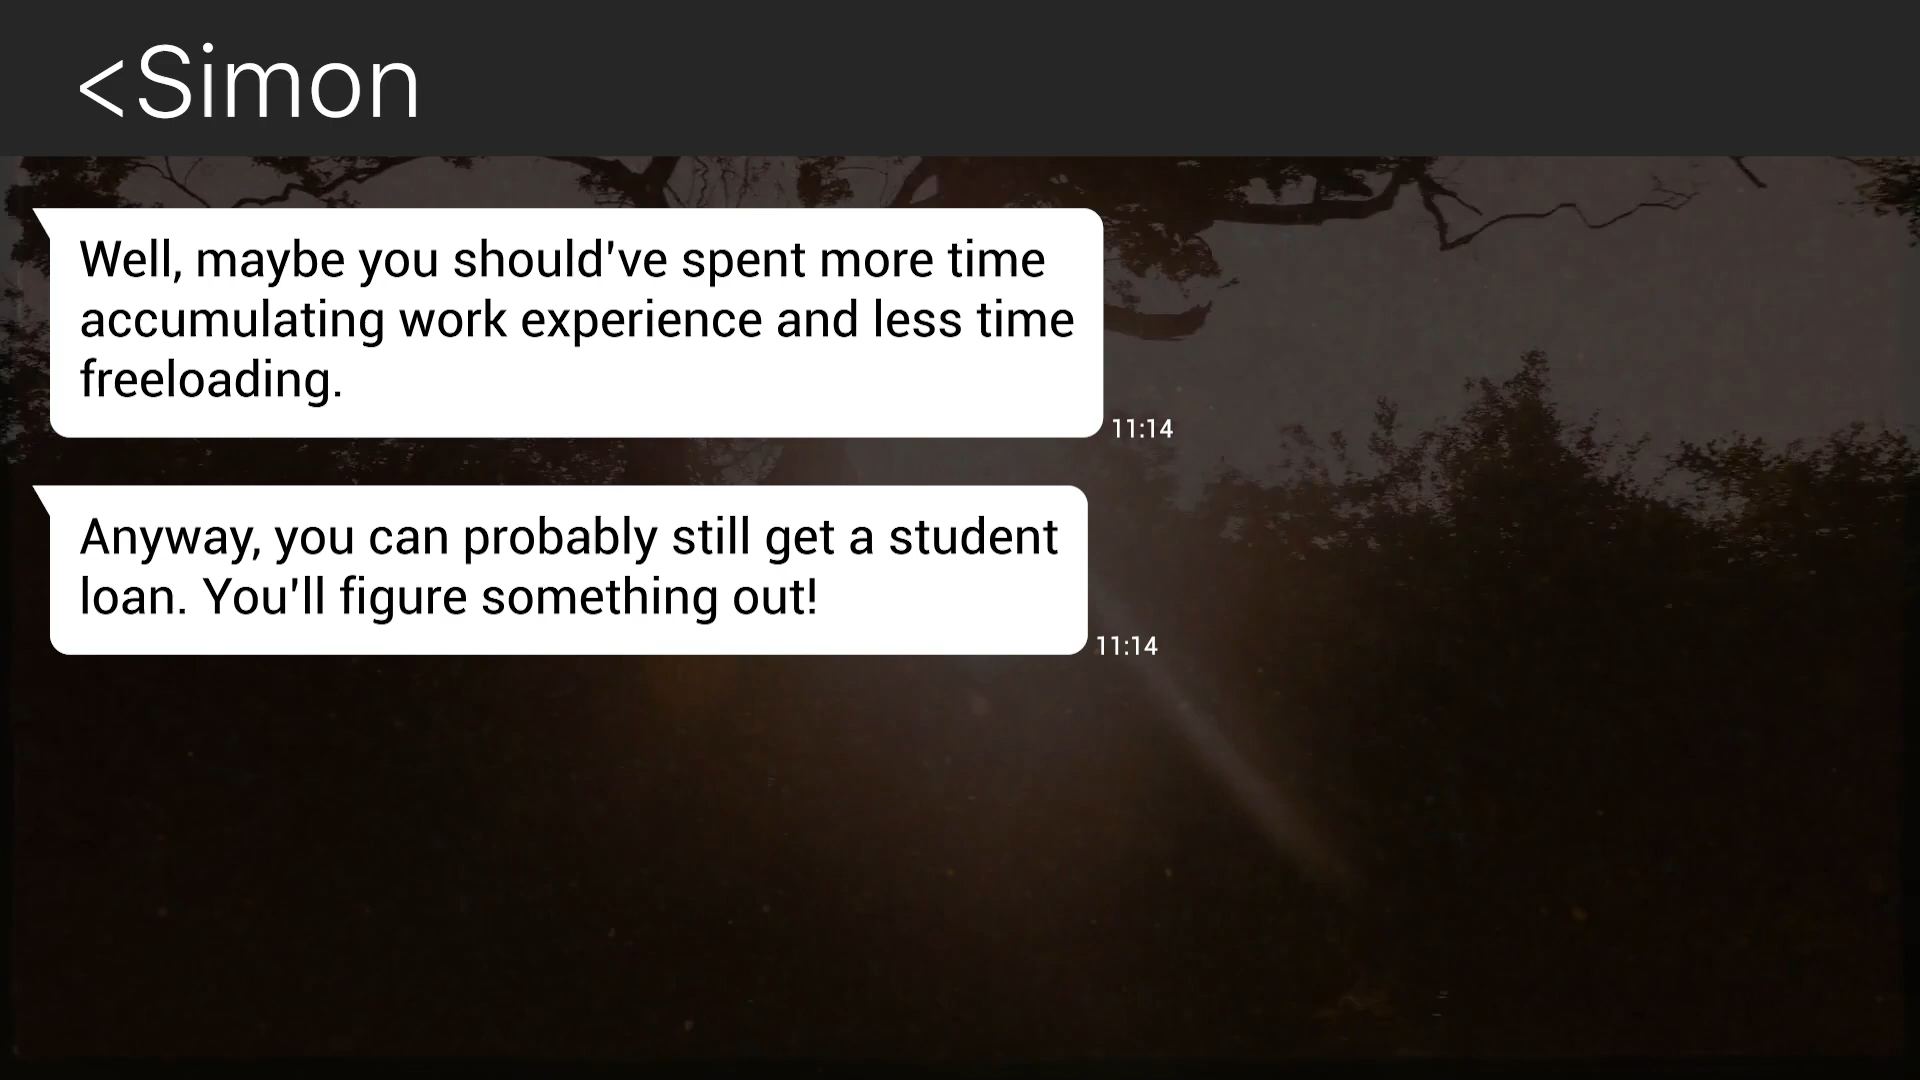 <Simon
Well, maybe you should've spent more time
accumulating work experience and less time
freeloading.
11:14
Anyway, you can probably still get a student
loan. You'll figure something out!
11:14